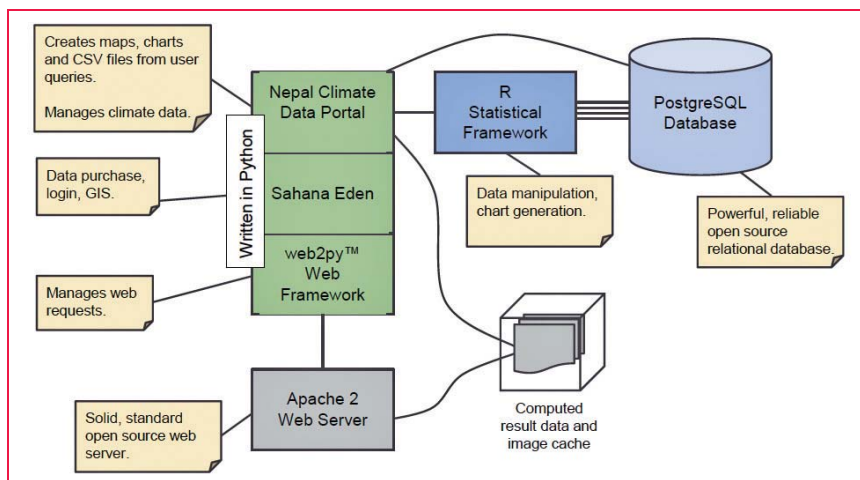 Creates maps, charts
and CSV files from user
queries.
Manages climate data.
Nepal Climate
Data Portal
R
Statistical
Framework
PostgreSQL
Database
Written in Python
Data purchase,
login, GIS.
Sahana Eden
Data manipulation,
chart generation.
Powerful, reliable
open source
relational database.
web2py™
Web
Framework
Manages web
requests.
Apache 2
Web Server
Solid, standard
open source web
server.
Computed
result data and
image cache